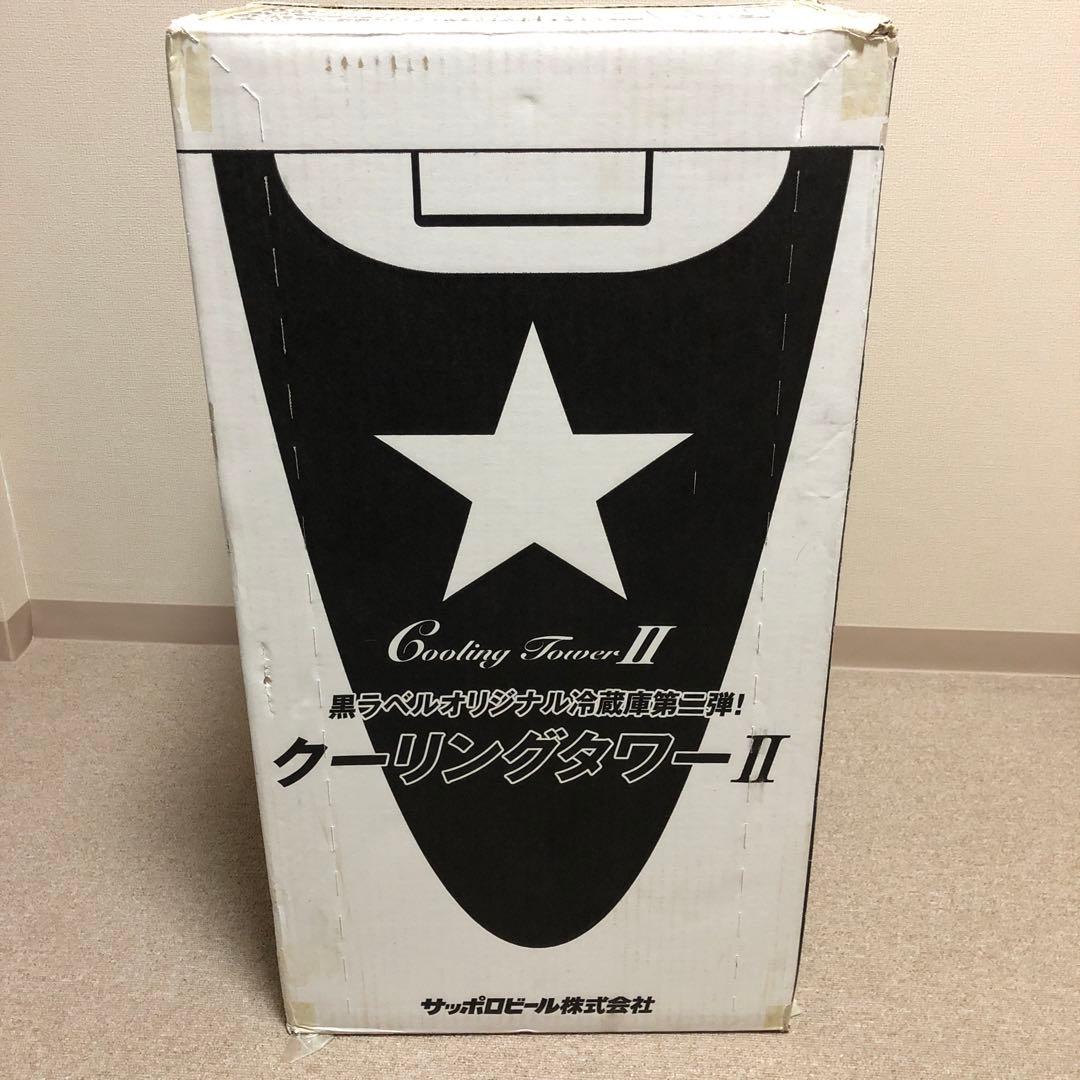 Cooling Tower II
黒ラベルオリジナル冷蔵庫第二弾!
クーリングタワーII
サッポロビール株式会社